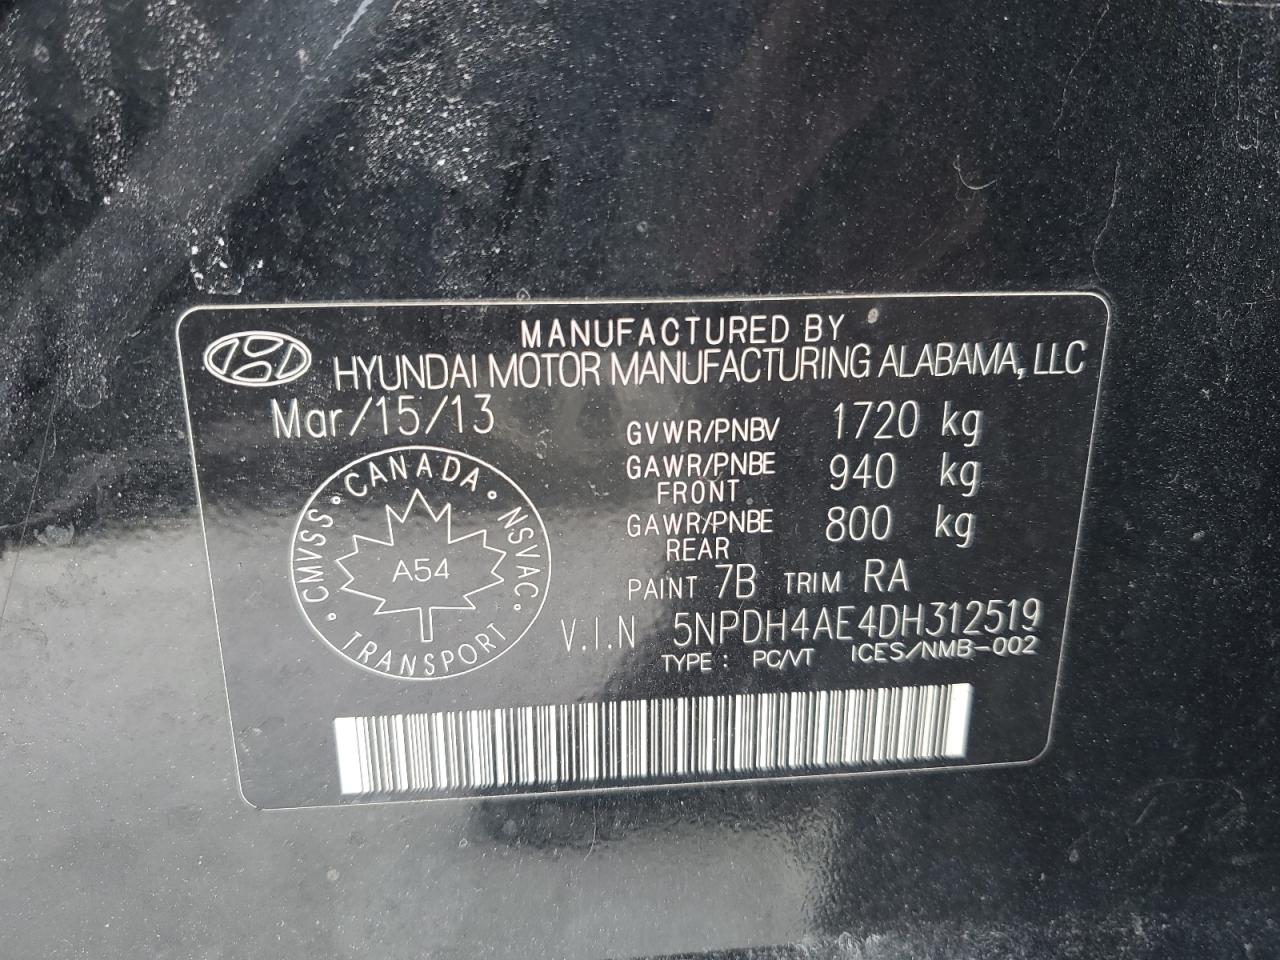 MANUFACTURED BY
HYUNDAI MOTOR MANUFACTURING ALABAMA, LLC
Mar/15/13
GVWR/PNBV 1720 kg
GAWR/PNBE FRONT 940 kg
GAWR/PNBE REAR 800 kg
PAINT 7B TRIM RA
V.I.N 5NPDH4AE4DH312519
TYPE : PC/VT ICES/NMB-002
CANADA · NSVAC · TRANSPORT · CMVSS ·
A54